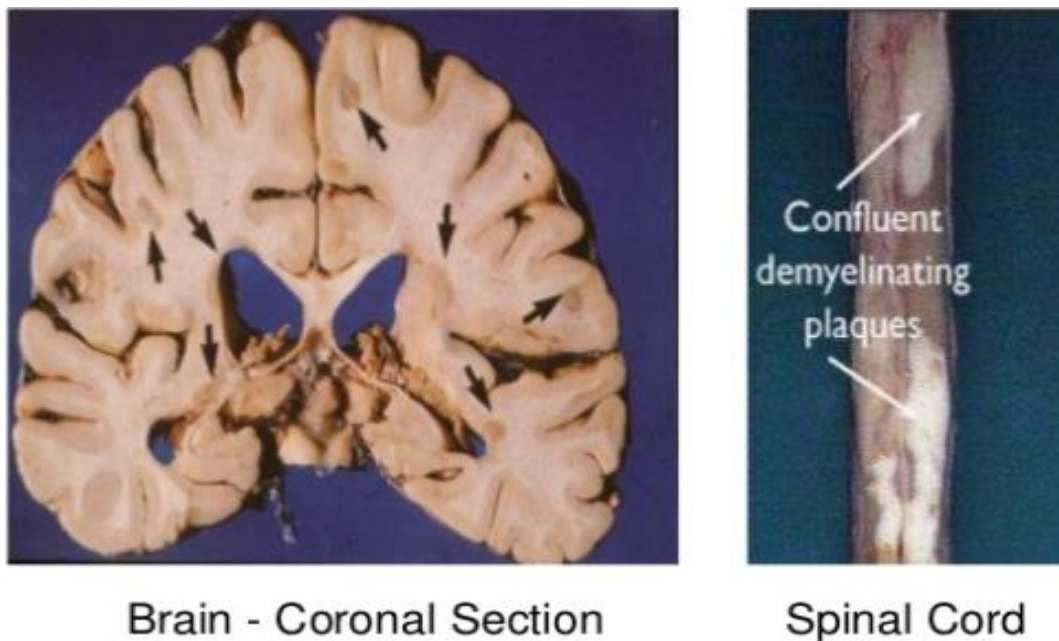 Confluent
demyelinating
plaques
Brain - Coronal Section
Spinal Cord